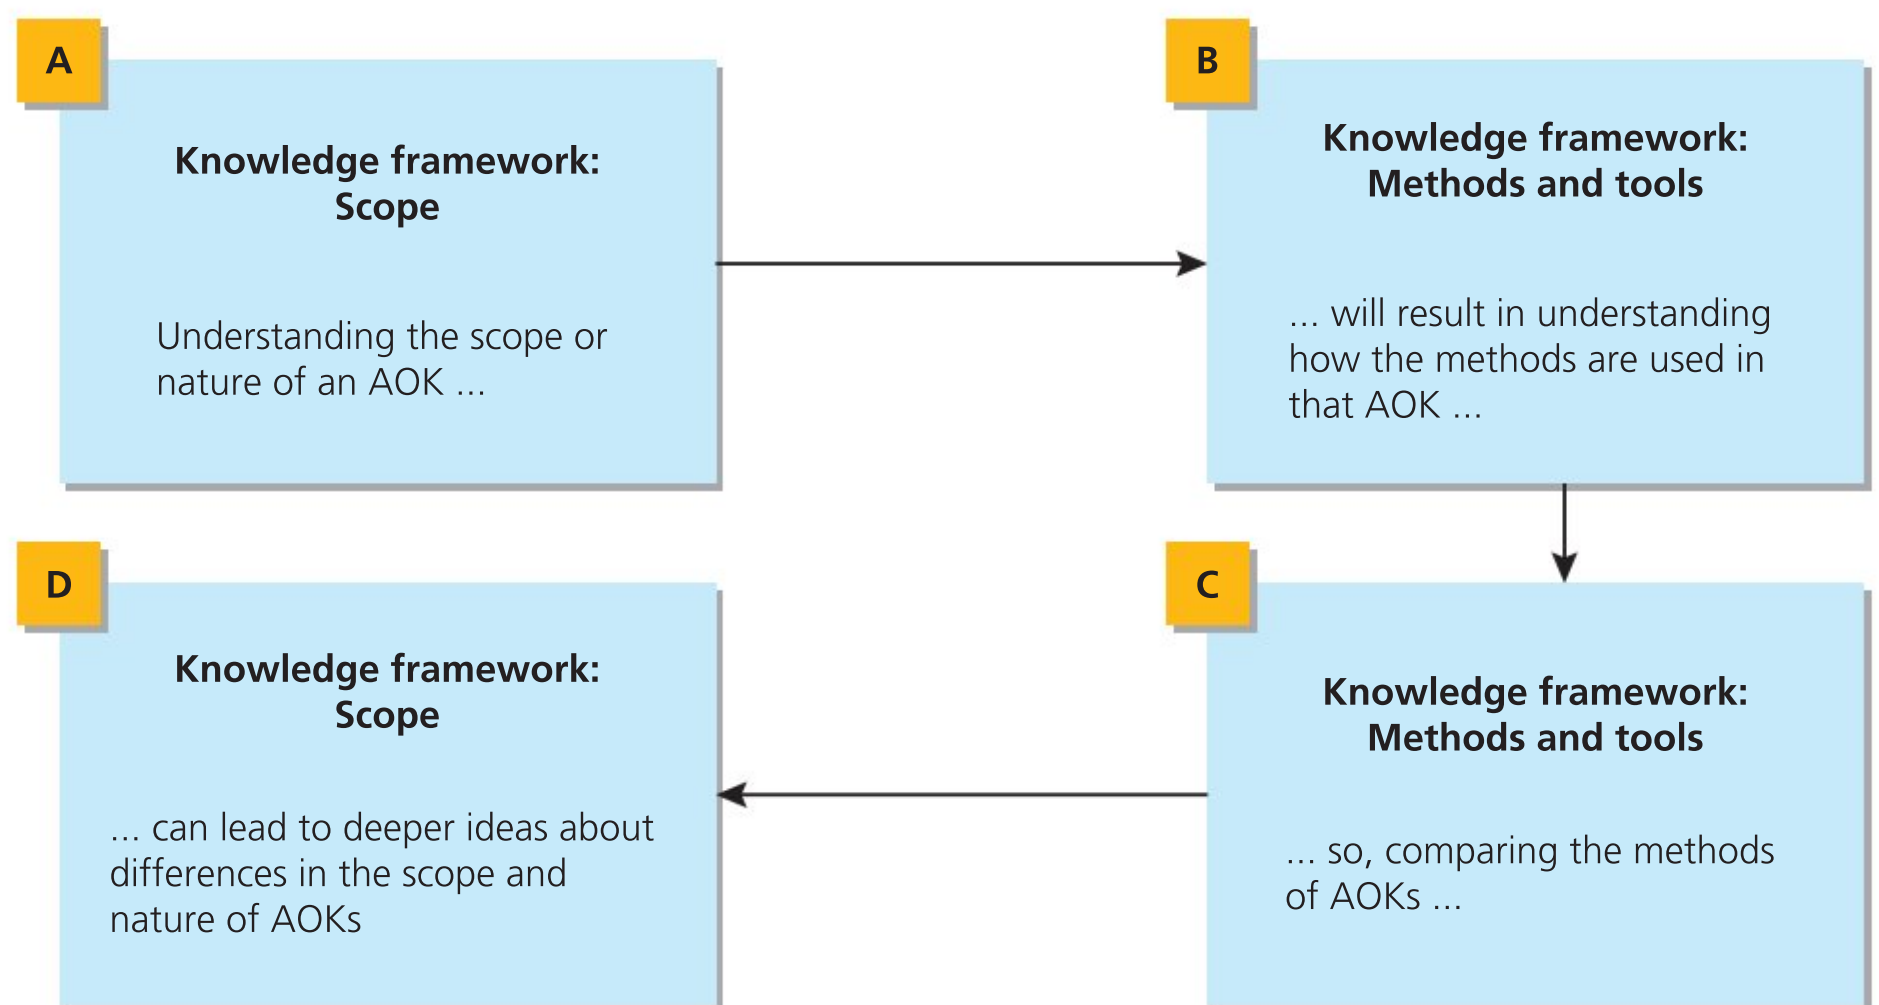 A
Knowledge framework:
Scope
Understanding the scope or
nature of an AOK ...
B
Knowledge framework:
Methods and tools
... will result in understanding
how the methods are used in
that AOK ...
C
Knowledge framework:
Methods and tools
... so, comparing the methods
of AOKs ...
D
Knowledge framework:
Scope
... can lead to deeper ideas about
differences in the scope and
nature of AOKs